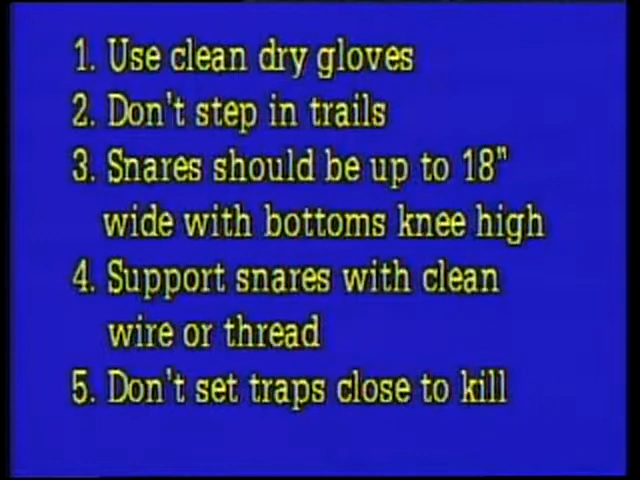 1. Use clean dry gloves
2. Don't step in trails
3. Snares should be up to 18"
wide with bottoms knee high
4. Support snares with clean
wire or thread
5. Don't set traps close to kill